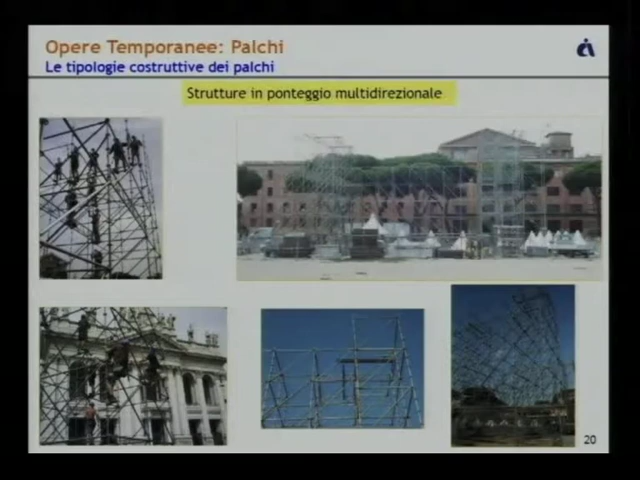 Opere Temporanee: Palchi
Le tipologie costruttive dei palchi
Strutture in ponteggio multidirezionale
20